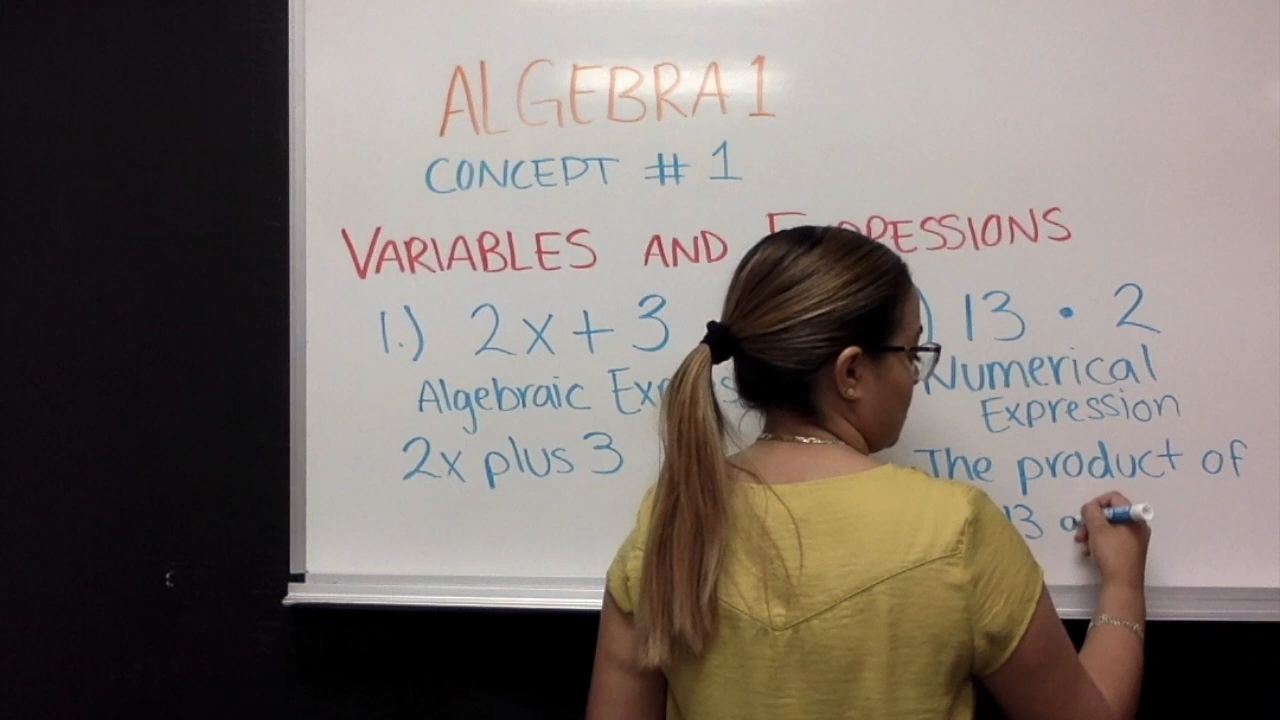 ALGEBRA 1
CONCEPT # 1
VARIABLES AND
1.) 2x + 3
Algebraic
2x plus 3
) 13 • 2
Numerical
Expression
The product of
13